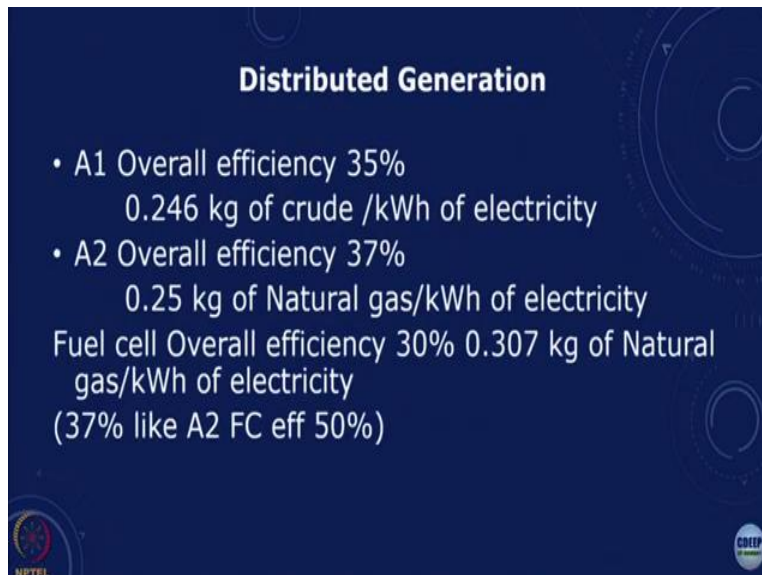 Distributed Generation
• A1 Overall efficiency 35%
0.246 kg of crude /kWh of electricity
• A2 Overall efficiency 37%
0.25 kg of Natural gas/kWh of electricity
Fuel cell Overall efficiency 30% 0.307 kg of Natural
gas/kWh of electricity
(37% like A2 FC eff 50%)
NPTEL
CDEEP